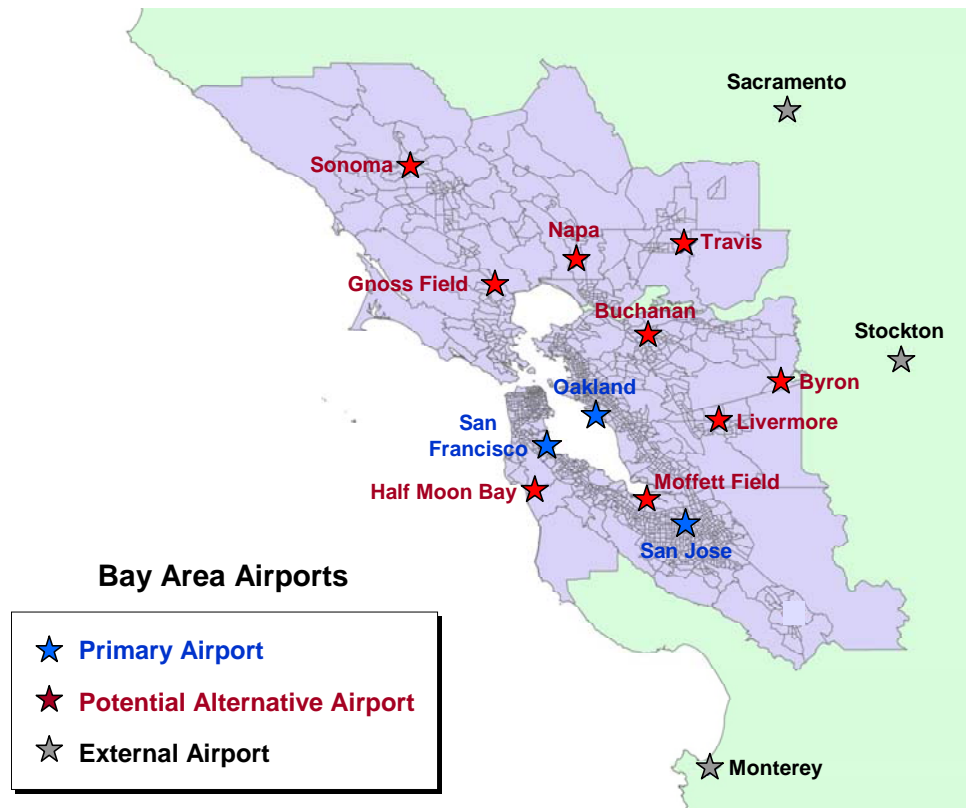 Sacramento
Sonoma
Napa
Travis
Gnoss Field
Buchanan
Stockton
Oakland
Byron
San
Francisco
Livermore
Half Moon Bay
Moffett Field
San Jose
Bay Area Airports
Primary Airport
Potential Alternative Airport
External Airport
Monterey